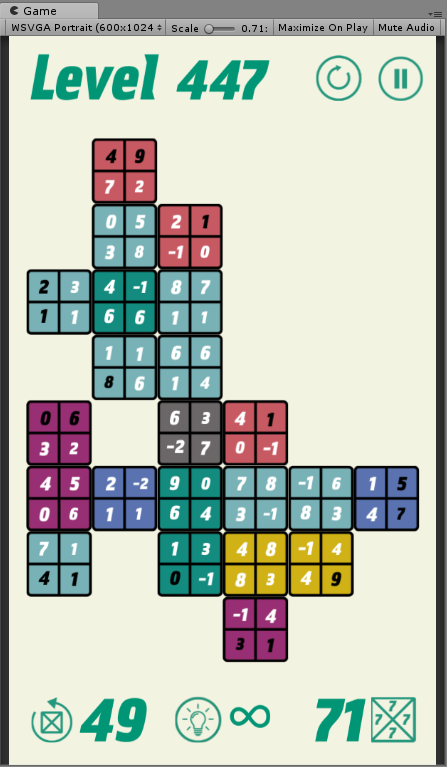 Game
WSVGA Portrait (600x1024 Scale 0.71: Maximize On Play Mute Audio
Level 447
4 9
7 2
0 5 2 1
3 8 -1 0
2 3 4 -1 8 7
1 1 6 6 1 1
1 1 6 6
8 6 1 4
0 6 6 3 4 1
3 2 -2 7 0 -1
4 5 2 -2 9 0 7 8 -1 6 1 5
0 6 1 1 6 4 3 -1 8 3 4 7
7 1 1 3 4 8 -1 4
4 1 0 -1 8 3 4 9
-1 4
3 1
49 ∞ 71 7 7 7 7